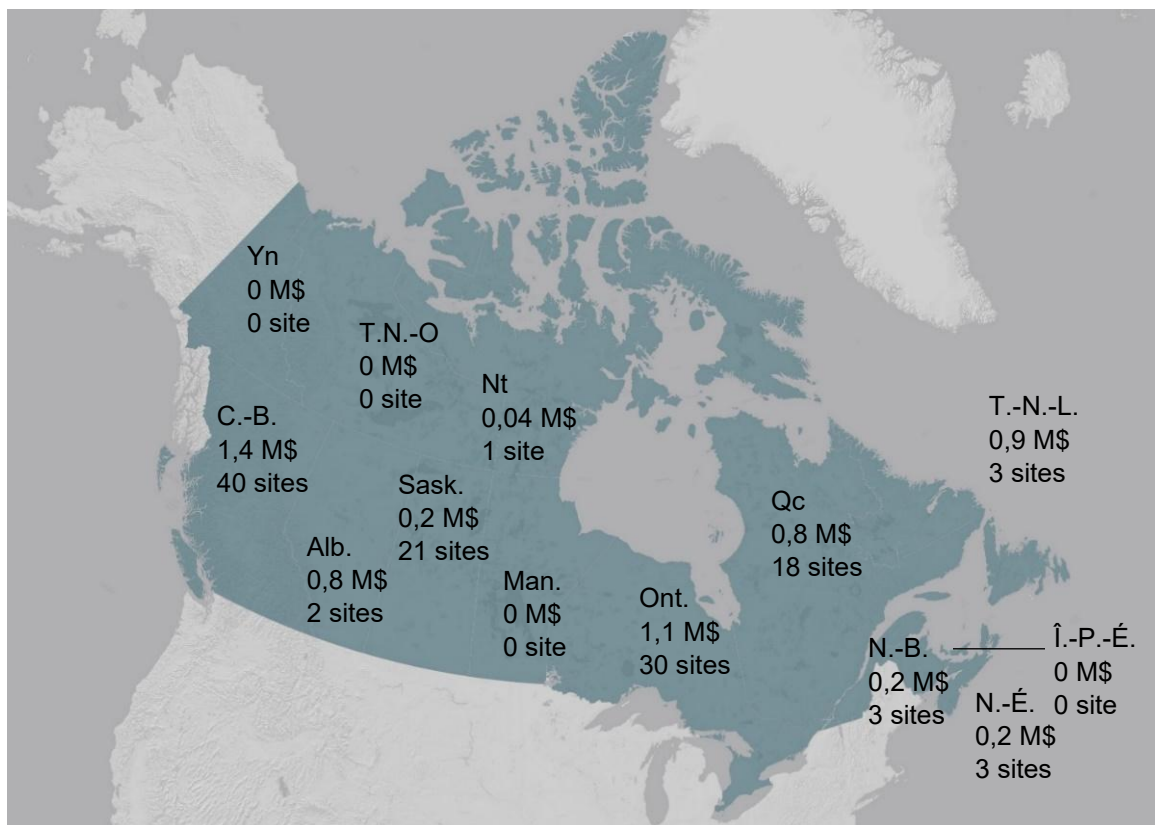 Yn
0 M$
0 site
T.N.-O
0 M$
0 site
Nt
0,04 M$
1 site
C.-B.
1,4 M$
40 sites
T.-N.-L.
0,9 M$
3 sites
Sask.
0,2 M$
21 sites
Qc
0,8 M$
18 sites
Alb.
0,8 M$
2 sites
Man.
0 M$
0 site
Ont.
1,1 M$
30 sites
N.-B.
0,2 M$
3 sites
Î.-P.-É.
0 M$
0 site
N.-É.
0,2 M$
3 sites